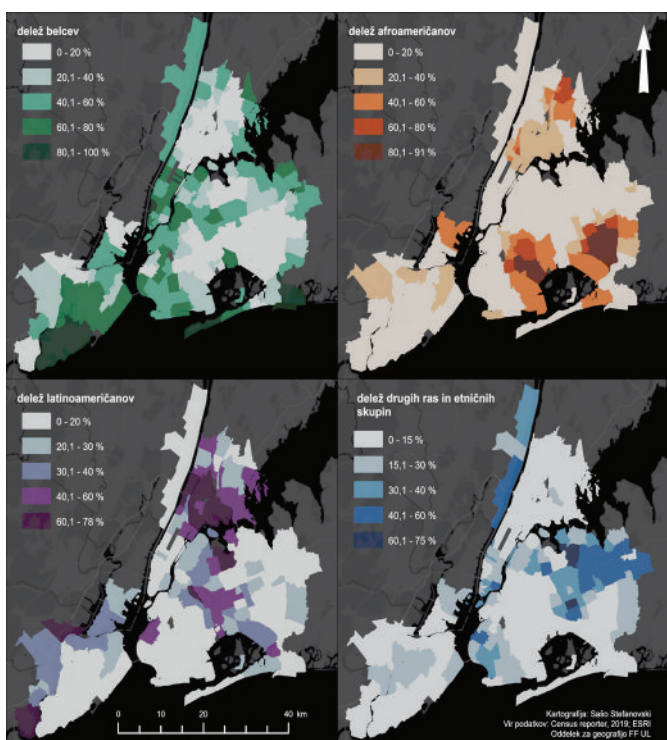 delež belcev
0 - 20 %
20,1 - 40 %
40,1 - 60 %
60,1 - 80 %
80,1 - 100 %
delež afroameričanov
0 - 20 %
20,1 - 40 %
40,1 - 60 %
60,1 - 80 %
80,1 - 91 %
delež latinoameričanov
0 - 20 %
20,1 - 30 %
30,1 - 40 %
40,1 - 60 %
60,1 - 78 %
0 10 20 40 km
delež drugih ras in etničnih
skupin
0 - 15 %
15,1 - 30 %
30,1 - 40 %
40,1 - 60 %
60,1 - 75 %
Kartografija: Sašo Stefanovski
Vir podatkov: Census reporter, 2019; ESRI
Oddelek za geografijo FF UL